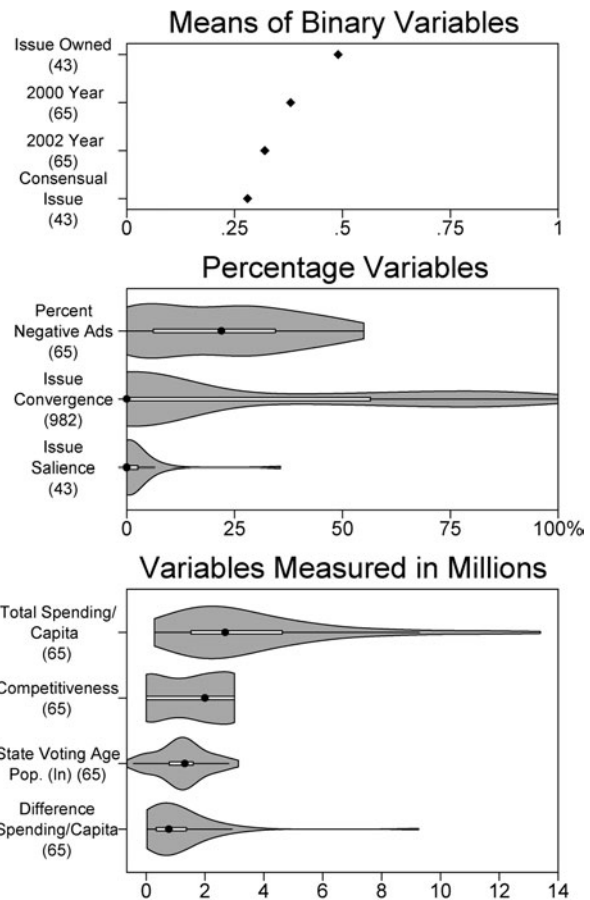 Means of Binary Variables
Issue Owned
(43)
2000 Year
(65)
2002 Year
(65)
Consensual
Issue
(43)
0 .25 .5 .75 1
Percentage Variables
Percent
Negative Ads
(65)
Issue
Convergence
(982)
Issue
Salience
(43)
0 25 50 75 100%
Variables Measured in Millions
Total Spending/
Capita
(65)
Competitiveness
(65)
State Voting Age
Pop. (ln) (65)
Difference
Spending/Capita
(65)
0 2 4 6 8 10 12 14